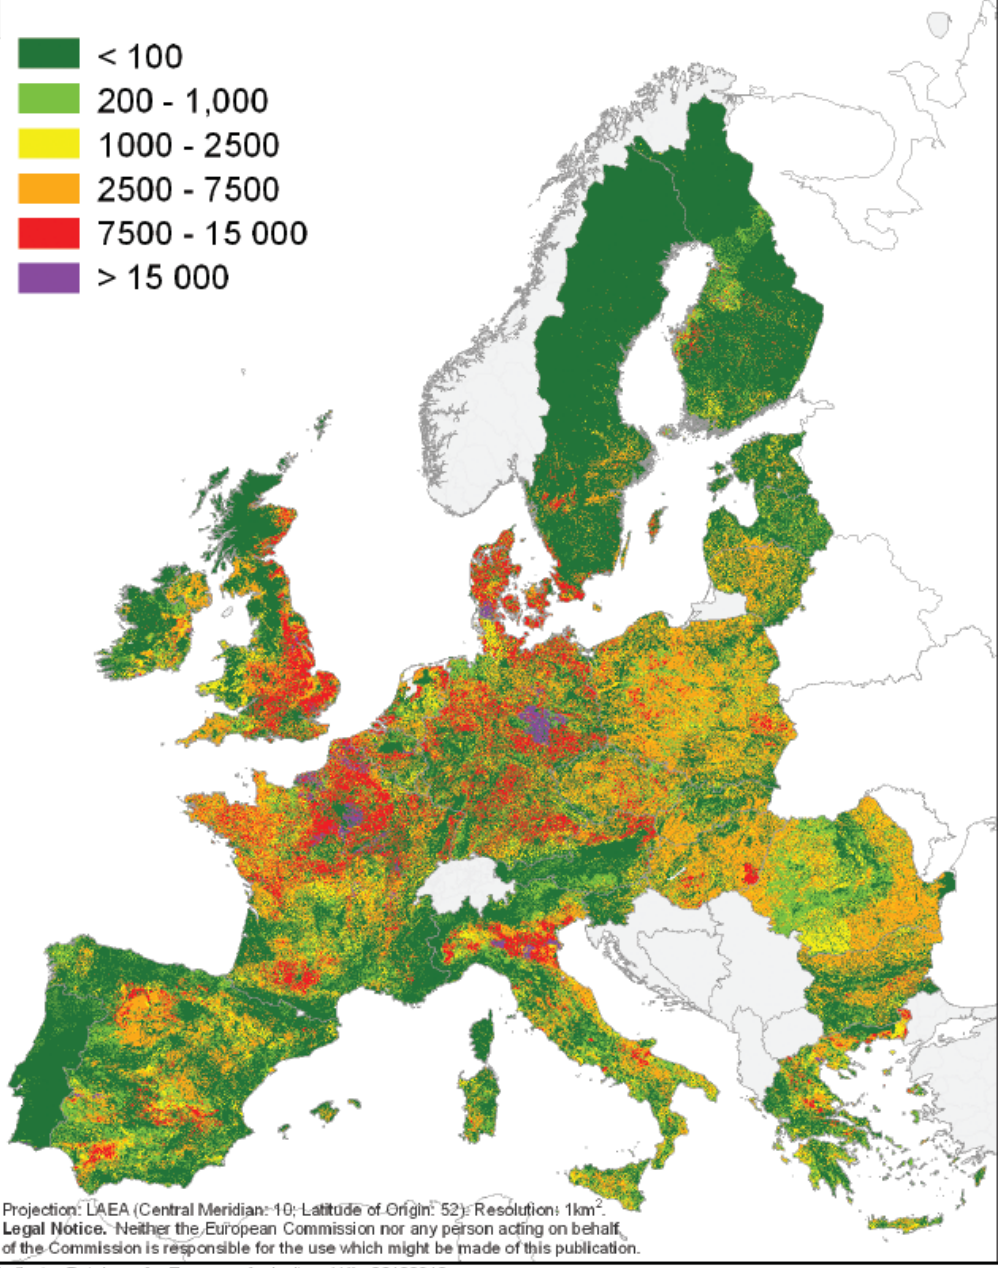 < 100
200 - 1,000
1000 - 2500
2500 - 7500
7500 - 15 000
> 15 000
Projection: LAEA (Central Meridian: 10; Latitude of Origin: 52). Resolution: 1km².
Legal Notice. Neither the European Commission nor any person acting on behalf
of the Commission is responsible for the use which might be made of this publication.